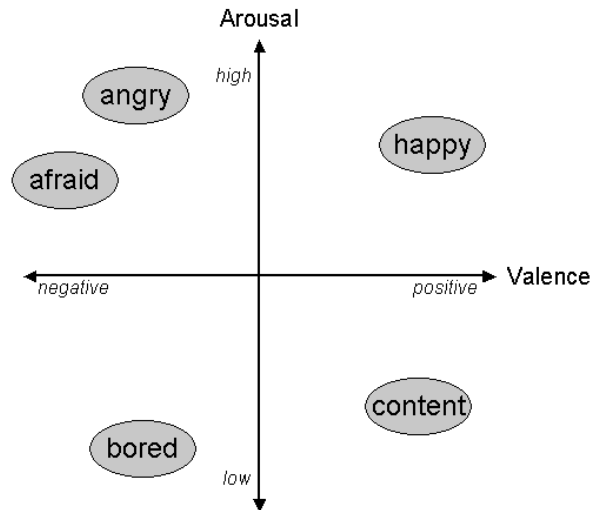 Arousal
high
angry
happy
afraid
Valence
negative
positive
content
bored
low